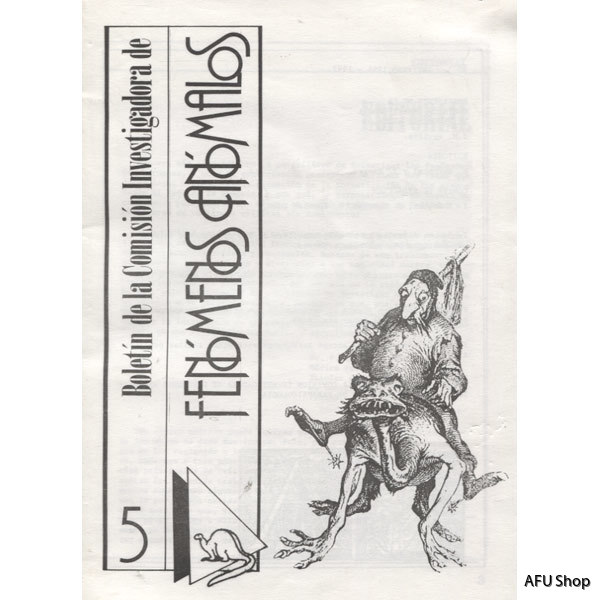 Boletín de la Comisión Investigadora de
FENÓMENOS ANÓMALOS
5
AFU Shop